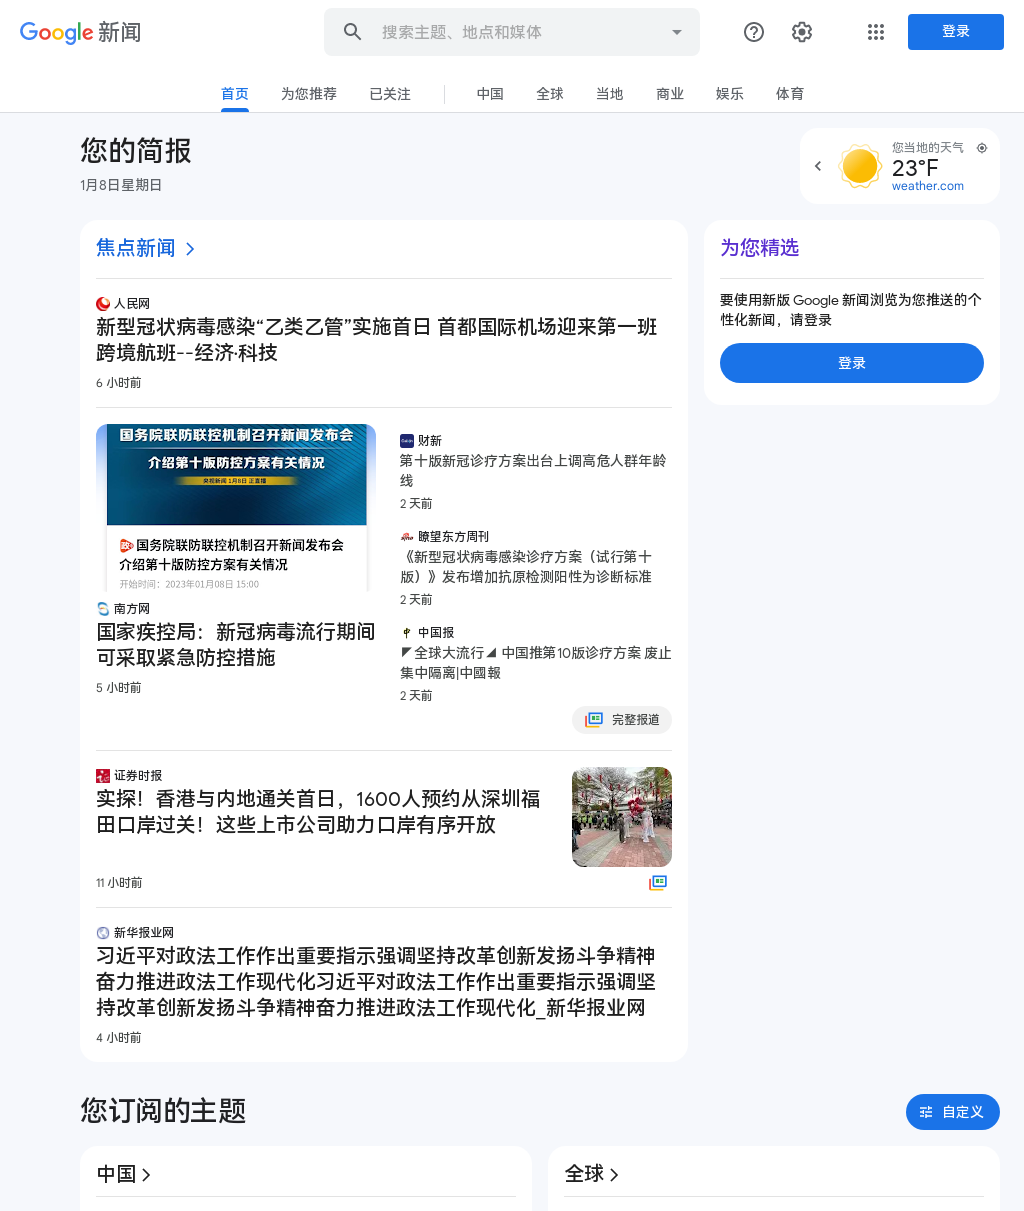 Google 新闻
搜索主题、地点和媒体
登录
首页
为您推荐
已关注
中国
全球
当地
商业
娱乐
体育
您的简报
1月8日星期日
您当地的天气
23°F
weather.com
焦点新闻
人民网
新型冠状病毒感染“乙类乙管”实施首日 首都国际机场迎来第一班
跨境航班--经济·科技
6 小时前
国务院联防联控机制召开新闻发布会
介绍第十版防控方案有关情况
央视新闻 1月8日 正直播
国务院联防联控机制召开新闻发布会
介绍第十版防控方案有关情况
开始时间：2023年01月08日 15:00
南方网
国家疾控局：新冠病毒流行期间
可采取紧急防控措施
5 小时前
财新
第十版新冠诊疗方案出台上调高危人群年龄
线
2 天前
瞭望东方周刊
《新型冠状病毒感染诊疗方案（试行第十
版）》发布增加抗原检测阳性为诊断标准
2 天前
中国报
◤全球大流行◢ 中国推第10版诊疗方案 废止
集中隔离|中國報
2 天前
完整报道
证券时报
实探！香港与内地通关首日，1600人预约从深圳福
田口岸过关！这些上市公司助力口岸有序开放
11 小时前
新华报业网
习近平对政法工作作出重要指示强调坚持改革创新发扬斗争精神
奋力推进政法工作现代化习近平对政法工作作出重要指示强调坚
持改革创新发扬斗争精神奋力推进政法工作现代化_新华报业网
4 小时前
为您精选
要使用新版 Google 新闻浏览为您推送的个
性化新闻，请登录
登录
您订阅的主题
自定义
中国
全球